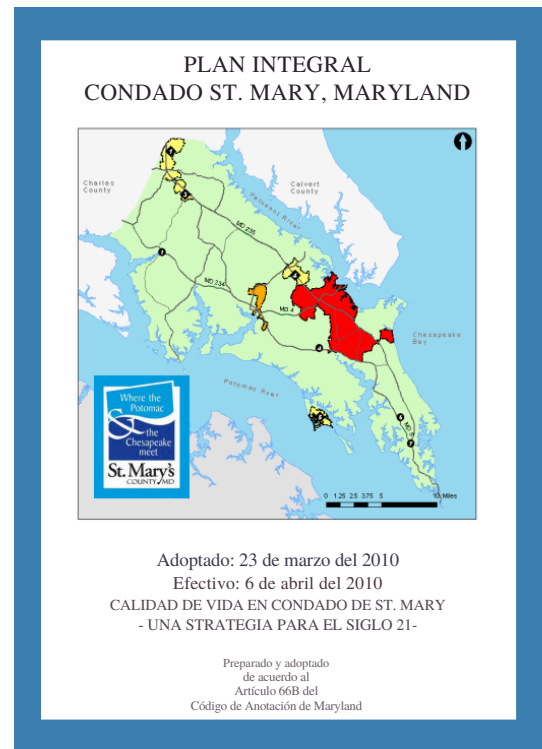 PLAN INTEGRAL
CONDADO ST. MARY, MARYLAND
Charles
County
Calvert
County
Patuxent River
MD 235
MD 234
MD 4
Chesapeake
Bay
Potomac River
MD 5
Where the
Potomac
&
the
Chesapeake
meet
St. Mary's
COUNTY, MD
0 1.25 2.5 3.75 5 10 Miles
Adoptado: 23 de marzo del 2010
Efectivo: 6 de abril del 2010
CALIDAD DE VIDA EN CONDADO DE ST. MARY
- UNA STRATEGIA PARA EL SIGLO 21-
Preparado y adoptado
de acuerdo al
Artículo 66B del
Código de Anotación de Maryland